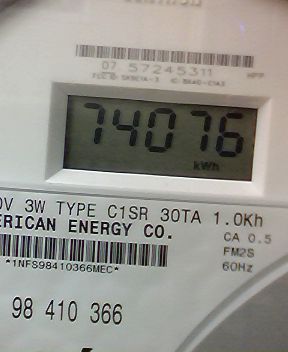 07 57245311
74076
kWh
V 3W TYPE C1SR 30TA 1.0Kh
ERICAN ENERGY CO.
CA 0.5
FM2S
*1NFS98410366MEC*
60Hz
98 410 366